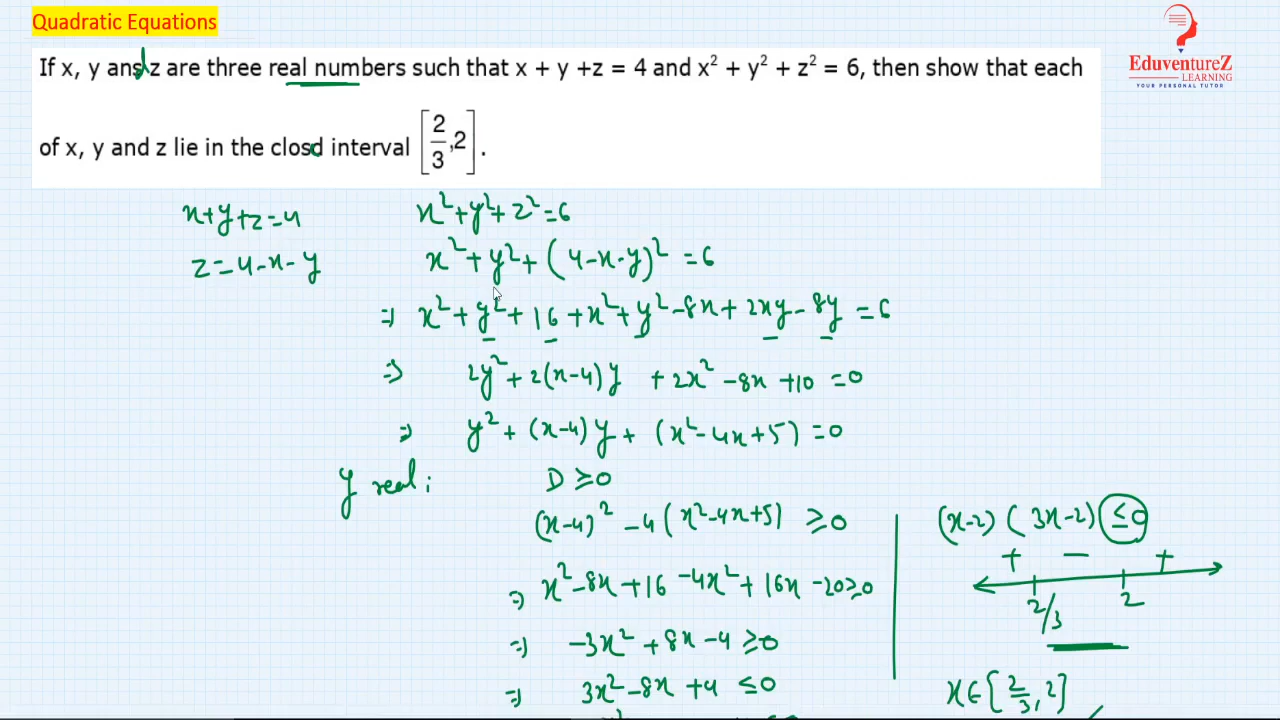 Quadratic Equations
EduventureZ
LEARNING
YOUR PERSONAL TUTOR
If x, y and z are three real numbers such that x + y +z = 4 and x² + y² + z² = 6, then show that each
of x, y and z lie in the closd interval [2/3, 2].
x+y+z=4
z=4-x-y
x²+y²+z²=6
x²+y²+(4-x-y)²=6
⇒ x²+y²+16+x²+y²-8x+2xy-8y=6
⇒ 2y²+2(x-4)y+2x²-8x+10=0
⇒ y²+(x-4)y+(x²-4x+5)=0
y real; D≥0
(x-4)²-4(x²-4x+5)≥0
⇒ x²-8x+16-4x²+16x-20≥0
⇒ -3x²+8x-4≥0
⇒ 3x²-8x+4≤0
(x-2)(3x-2)≤0
+ - +
2/3 2
x∈[2/3, 2]